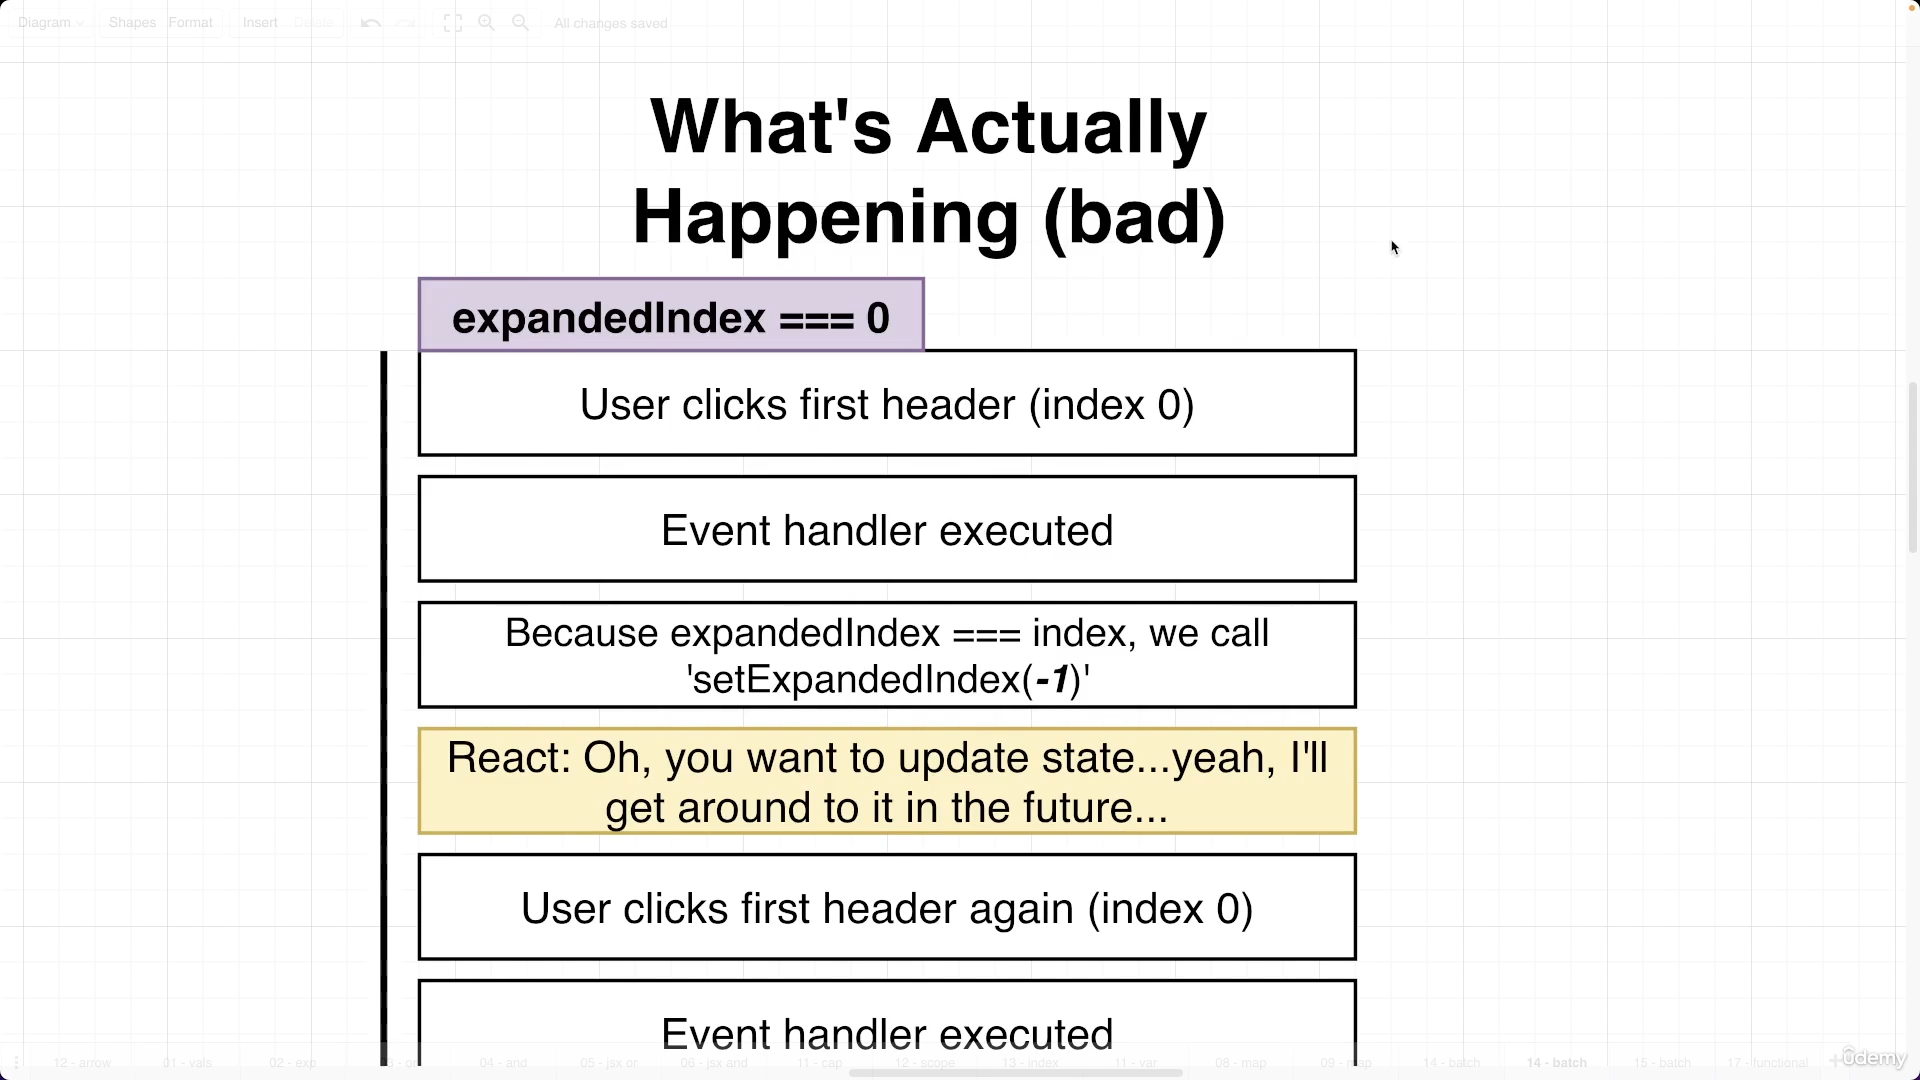 Diagram Shapes Format Insert Delete All changes saved
What's Actually
Happening (bad)
expandedIndex === 0
User clicks first header (index 0)
Event handler executed
Because expandedIndex === index, we call
'setExpandedIndex(-1)'
React: Oh, you want to update state...yeah, I'll
get around to it in the future...
User clicks first header again (index 0)
Event handler executed
12 - arrow 01 - vals 02 - exp 04 - and 05 - jsx or 06 - jsx and 11 - cap 12 - scope 13 - index 11 - var 08 - map 09 - map 14 - batch 14 - batch 15 - batch 17 - functional
ûdemy